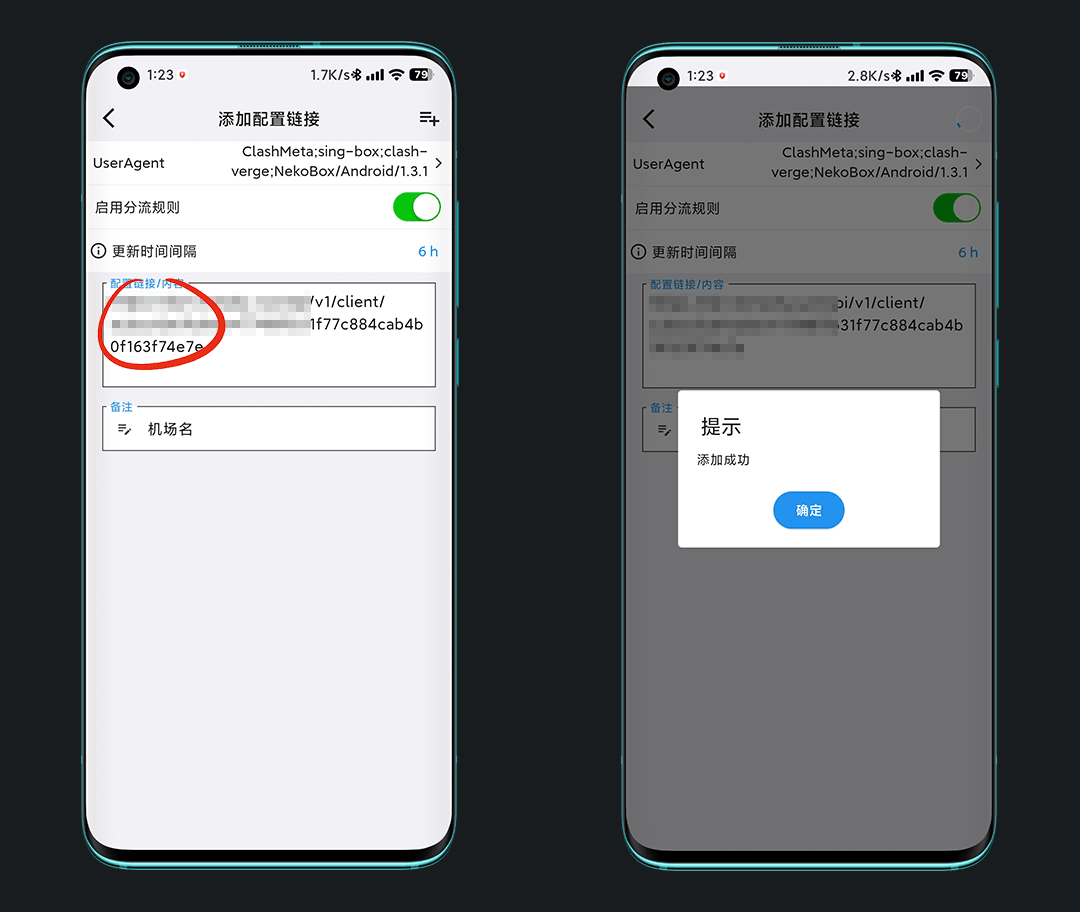 1:23
1.7K/s
79
添加配置链接
UserAgent
ClashMeta;sing-box;clash-
verge;NekoBox/Android/1.3.1
启用分流规则
更新时间间隔
6 h
配置链接/内容
/v1/client/
1f77c884cab4b
0f163f74e7e
备注
机场名
1:23
2.8K/s
79
添加配置链接
UserAgent
ClashMeta;sing-box;clash-
verge;NekoBox/Android/1.3.1
启用分流规则
更新时间间隔
6 h
配置链接/内容
pi/v1/client/
31f77c884cab4b
备注
提示
添加成功
确定